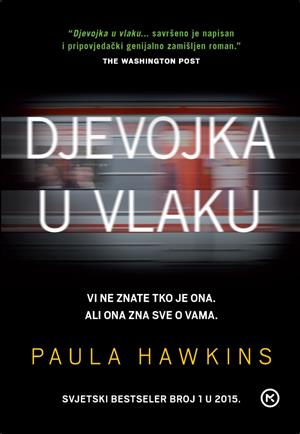 “Djevojka u vlaku... savršeno je napisan
i pripovjedački genijalno zamišljen roman.”
THE WASHINGTON POST
DJEVOJKA
U VLAKU
VI NE ZNATE TKO JE ONA.
ALI ONA ZNA SVE O VAMA.
PAULA HAWKINS
SVJETSKI BESTSELER BROJ 1 U 2015.